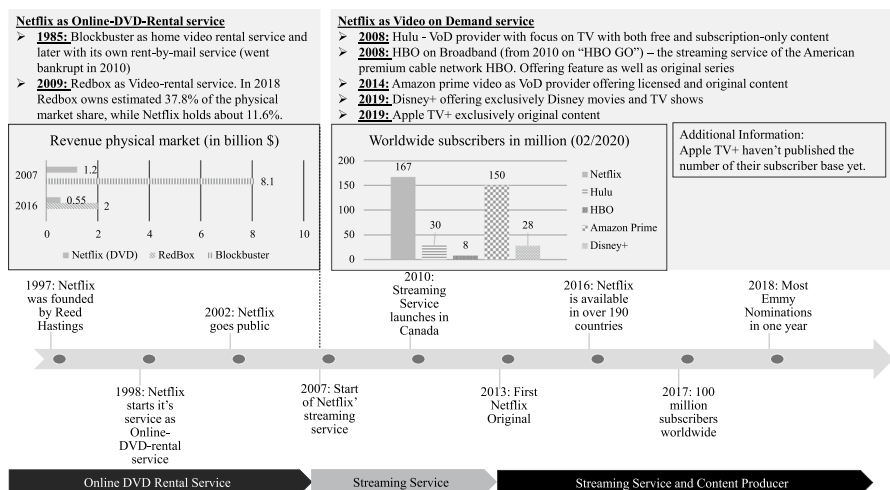 Netflix as Online-DVD-Rental service
➢ 1985: Blockbuster as home video rental service and
later with its own rent-by-mail service (went
bankrupt in 2010)
➢ 2009: Redbox as Video-rental service. In 2018
Redbox owns estimated 37.8% of the physical
market share, while Netflix holds about 11.6%.
Netflix as Video on Demand service
➢ 2008: Hulu - VoD provider with focus on TV with both free and subscription-only content
➢ 2008: HBO on Broadband (from 2010 on “HBO GO”) – the streaming service of the American
premium cable network HBO. Offering feature as well as original series
➢ 2014: Amazon prime video as VoD provider offering licensed and original content
➢ 2019: Disney+ offering exclusively Disney movies and TV shows
➢ 2019: Apple TV+ exclusively original content
Revenue physical market (in billion $)
2007
1.2
8.1
2016
0.55
2
0 2 4 6 8 10
Netflix (DVD) RedBox Blockbuster
Worldwide subscribers in million (02/2020)
200
150
100
50
0
167
30
8
150
28
Netflix
Hulu
HBO
Amazon Prime
Disney+
Additional Information:
Apple TV+ haven’t published the
number of their subscriber base yet.
1997: Netflix
was founded
by Reed
Hastings
1998: Netflix
starts it’s
service as
Online-
DVD-rental
service
2002: Netflix
goes public
2007: Start
of Netflix’
streaming
service
2010:
Streaming
Service
launches in
Canada
2013: First
Netflix
Original
2016: Netflix
is available
in over 190
countries
2017: 100
million
subscribers
worldwide
2018: Most
Emmy
Nominations
in one year
Online DVD Rental Service
Streaming Service
Streaming Service and Content Producer